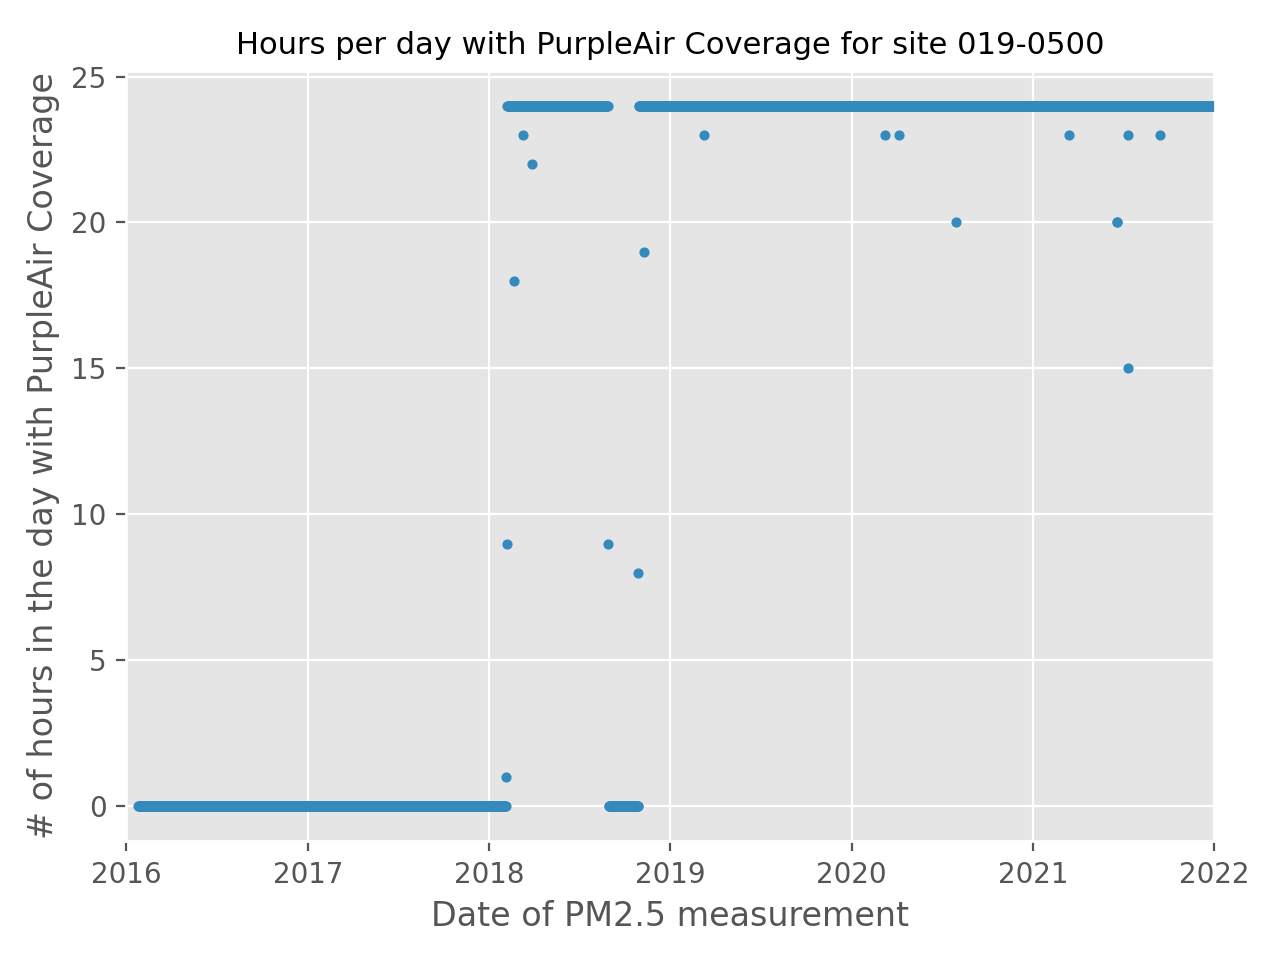 Hours per day with PurpleAir Coverage for site 019-0500
# of hours in the day with PurpleAir Coverage
25
20
15
10
5
0
2016 2017 2018 2019 2020 2021 2022
Date of PM2.5 measurement